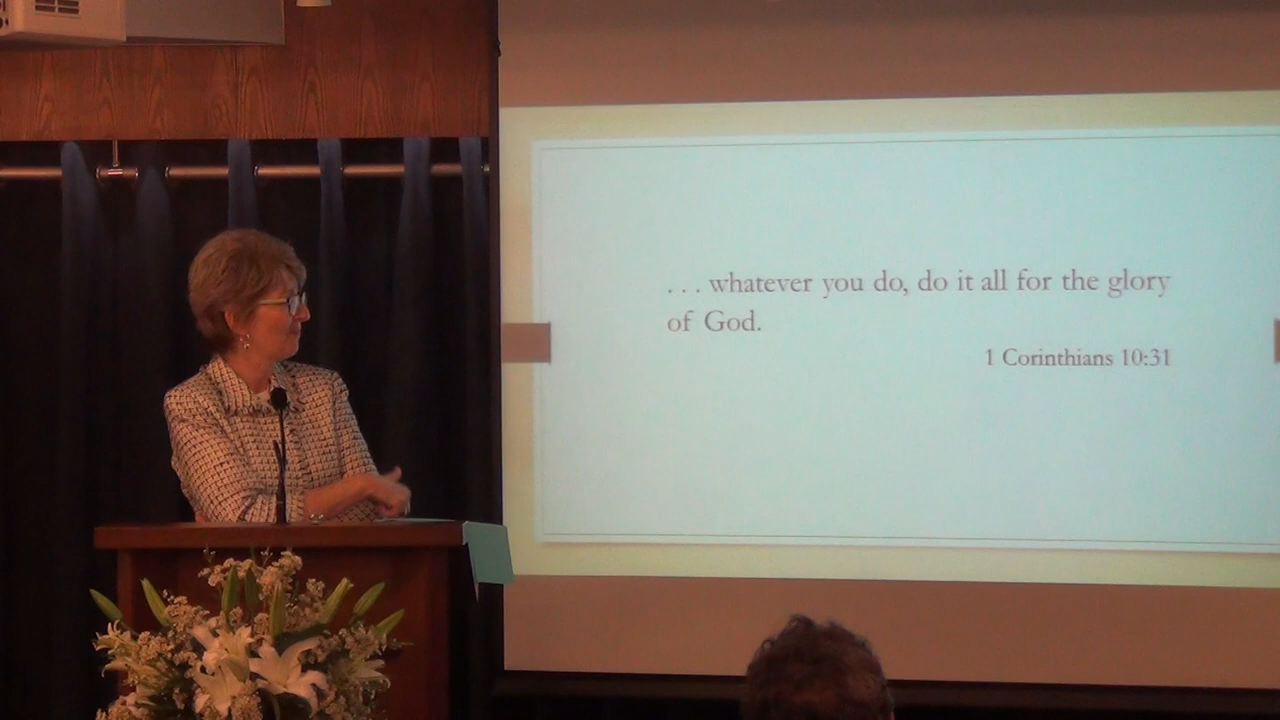 . . . whatever you do, do it all for the glory
of God.
1 Corinthians 10:31